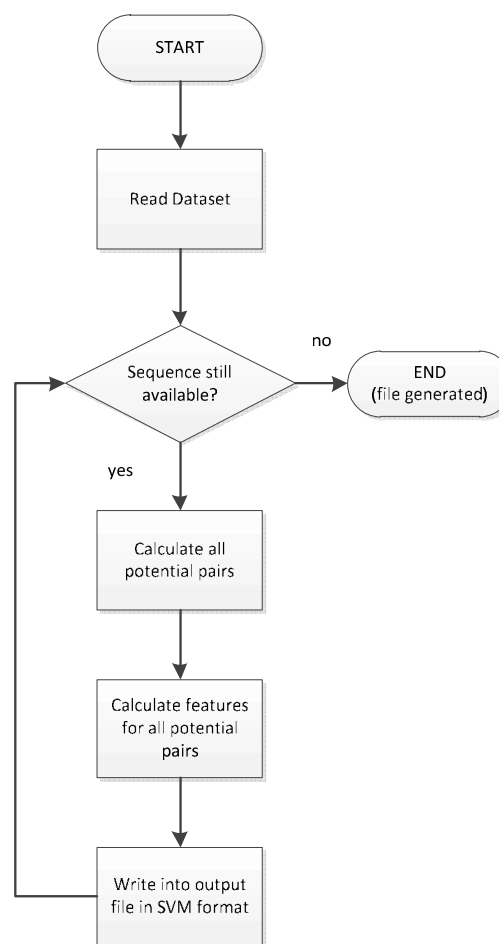 START
Read Dataset
Sequence still
available?
no
END
(file generated)
yes
Calculate all
potential pairs
Calculate features
for all potential
pairs
Write into output
file in SVM format